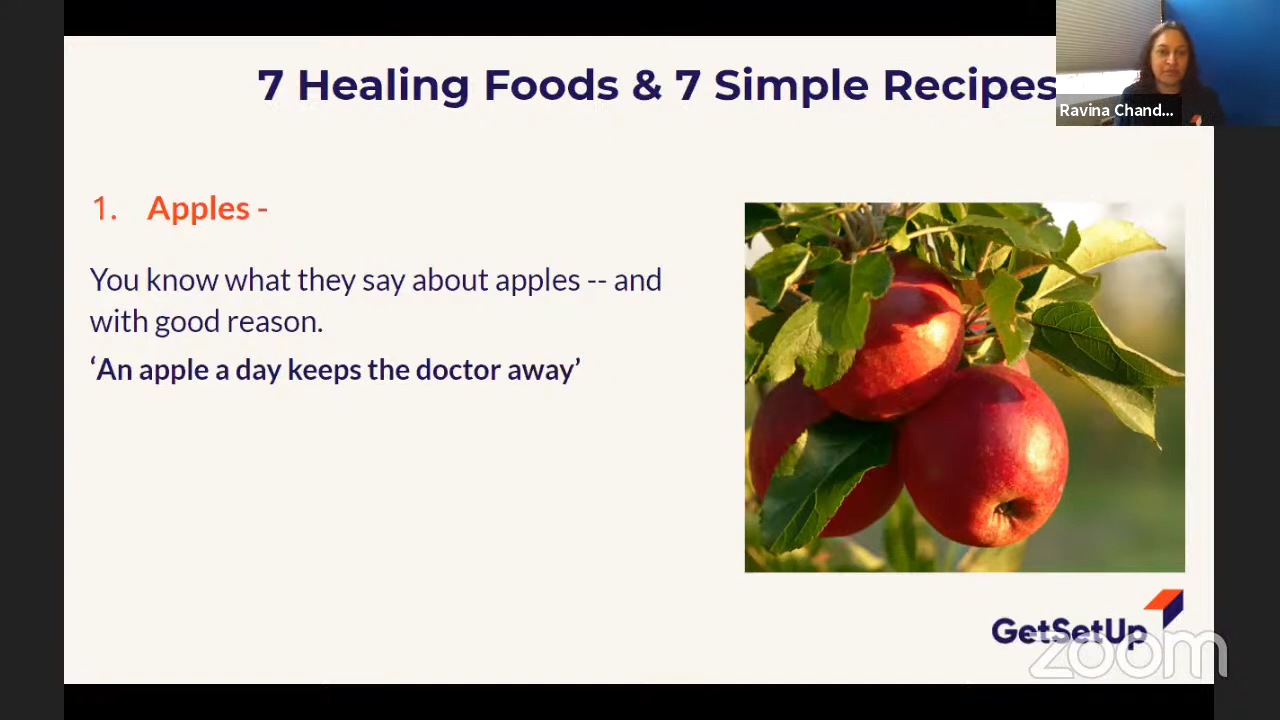 7 Healing Foods & 7 Simple Recipes
Ravina Chand...
1. Apples -
You know what they say about apples -- and
with good reason.
‘An apple a day keeps the doctor away’
GetSetUp
zoom